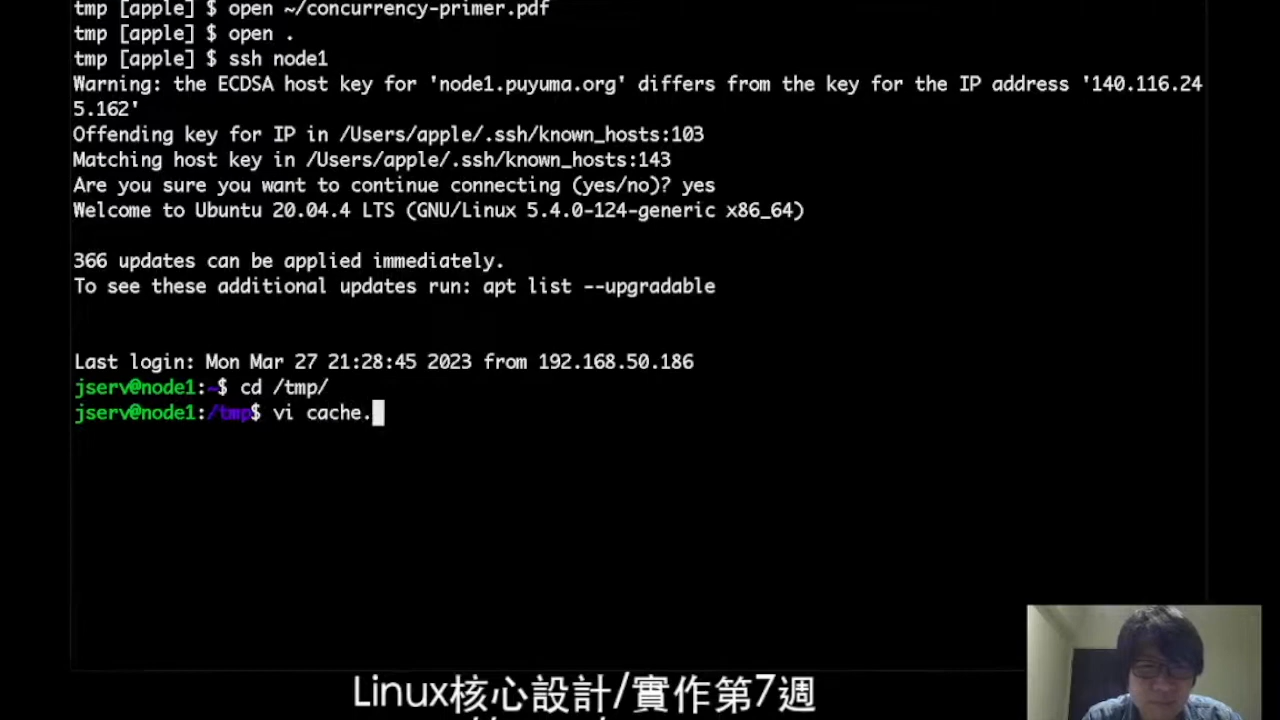 tmp [apple] $ open ~/concurrency-primer.pdf
tmp [apple] $ open .
tmp [apple] $ ssh node1
Warning: the ECDSA host key for 'node1.puyuma.org' differs from the key for the IP address '140.116.24
5.162'
Offending key for IP in /Users/apple/.ssh/known_hosts:103
Matching host key in /Users/apple/.ssh/known_hosts:143
Are you sure you want to continue connecting (yes/no)? yes
Welcome to Ubuntu 20.04.4 LTS (GNU/Linux 5.4.0-124-generic x86_64)
366 updates can be applied immediately.
To see these additional updates run: apt list --upgradable
Last login: Mon Mar 27 21:28:45 2023 from 192.168.50.186
jserv@node1:~$ cd /tmp/
jserv@node1:/tmp$ vi cache.
Linux核心設計/實作第7週